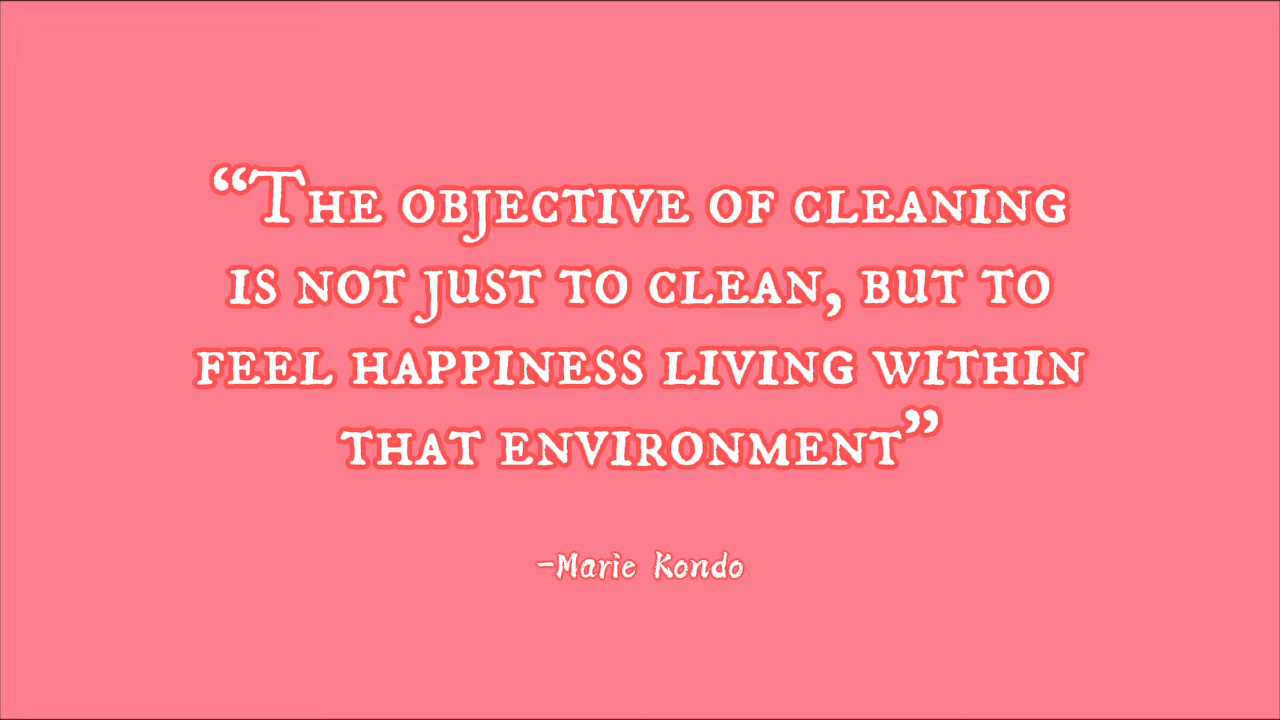 “The objective of cleaning
is not just to clean, but to
feel happiness living within
that environment”
-Marie Kondo